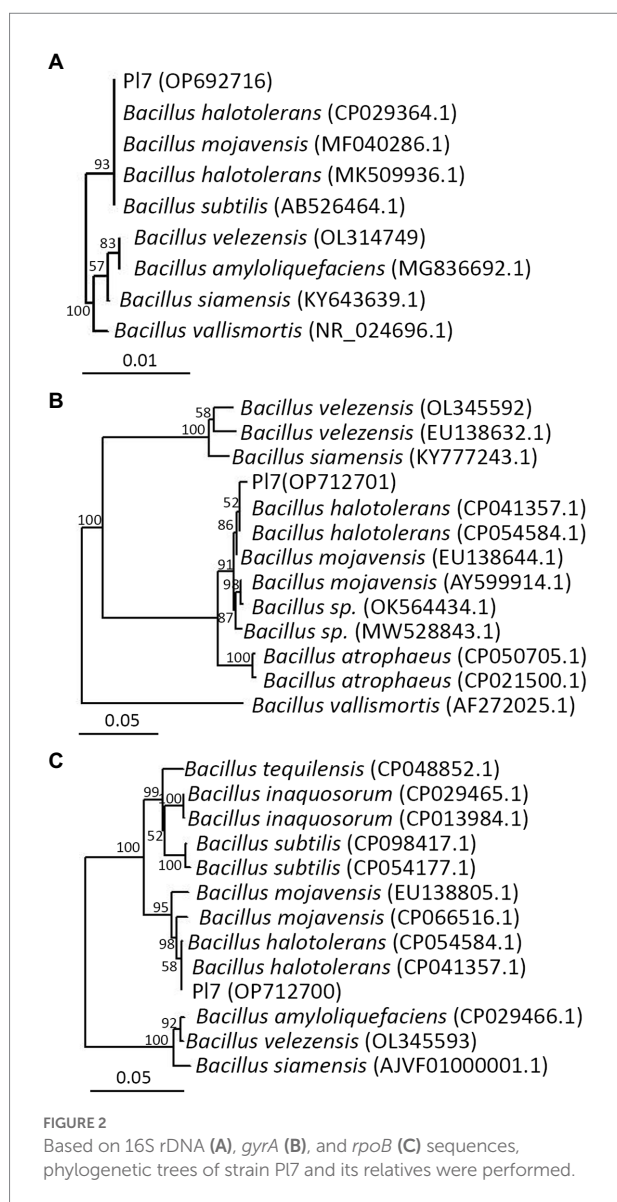 A
Pl7 (OP692716)
Bacillus halotolerans (CP029364.1)
Bacillus mojavensis (MF040286.1)
93
Bacillus halotolerans (MK509936.1)
Bacillus subtilis (AB526464.1)
Bacillus velezensis (OL314749)
83
Bacillus amyloliquefaciens (MG836692.1)
57
Bacillus siamensis (KY643639.1)
100
Bacillus vallismortis (NR_024696.1)
0.01
B
Bacillus velezensis (OL345592)
58
Bacillus velezensis (EU138632.1)
100
Bacillus siamensis (KY777243.1)
Pl7(OP712701)
52
Bacillus halotolerans (CP041357.1)
86
Bacillus halotolerans (CP054584.1)
100
Bacillus mojavensis (EU138644.1)
91
Bacillus mojavensis (AY599914.1)
98
Bacillus sp. (OK564434.1)
87
Bacillus sp. (MW528843.1)
Bacillus atrophaeus (CP050705.1)
100
Bacillus atrophaeus (CP021500.1)
Bacillus vallismortis (AF272025.1)
0.05
C
Bacillus tequilensis (CP048852.1)
99
100
Bacillus inaquosorum (CP029465.1)
Bacillus inaquosorum (CP013984.1)
52
Bacillus subtilis (CP098417.1)
100
100
Bacillus subtilis (CP054177.1)
Bacillus mojavensis (EU138805.1)
95
Bacillus mojavensis (CP066516.1)
98
Bacillus halotolerans (CP054584.1)
58
Bacillus halotolerans (CP041357.1)
Pl7 (OP712700)
Bacillus amyloliquefaciens (CP029466.1)
92
Bacillus velezensis (OL345593)
100
Bacillus siamensis (AJVF01000001.1)
0.05
FIGURE 2
Based on 16S rDNA (A), gyrA (B), and rpoB (C) sequences,
phylogenetic trees of strain Pl7 and its relatives were performed.